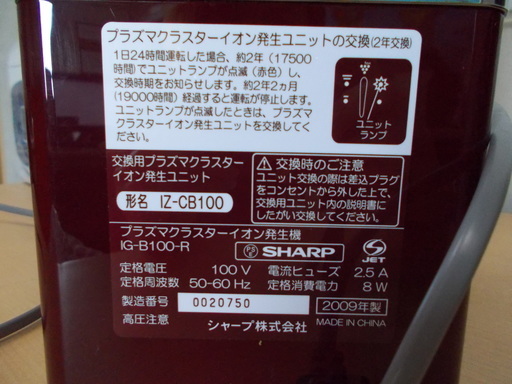 プラズマクラスターイオン発生ユニットの交換(2年交換)
1日24時間運転した場合、約2年(17500
時間)でユニットランプが点滅(赤色)し、
交換時期をお知らせします。約2年2ヵ月
(19000時間)経過すると運転が停止します。
ユニットランプが点滅したときは、プラズマ
クラスターイオン発生ユニットを交換してく
ださい。
ユニット
ランプ
交換用プラズマクラスター
イオン発生ユニット
形名 IZ-CB100
交換時のご注意
ユニット交換の際は差込プラグ
をコンセントから外した上で、
交換用ユニット内の説明書に
したがい交換してください。
プラズマクラスターイオン発生機
IG-B100-R
SHARP
JET
定格電圧 100V 電流ヒューズ 2.5A
定格周波数 50-60Hz 定格消費電力 8W
製造番号 0020750
2009年製
高圧注意 シャープ株式会社 MADE IN CHINA